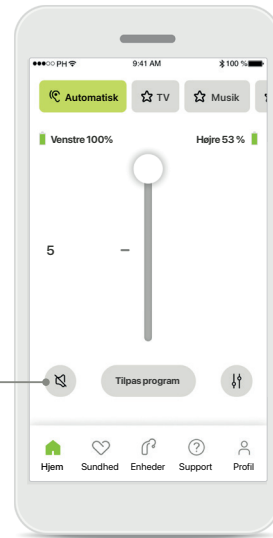 PH 9:41 AM 100 %
Automatisk TV Musik
Venstre 100% Højre 53 %
5
Tilpas program
Hjem Sundhed Enheder Support Profil